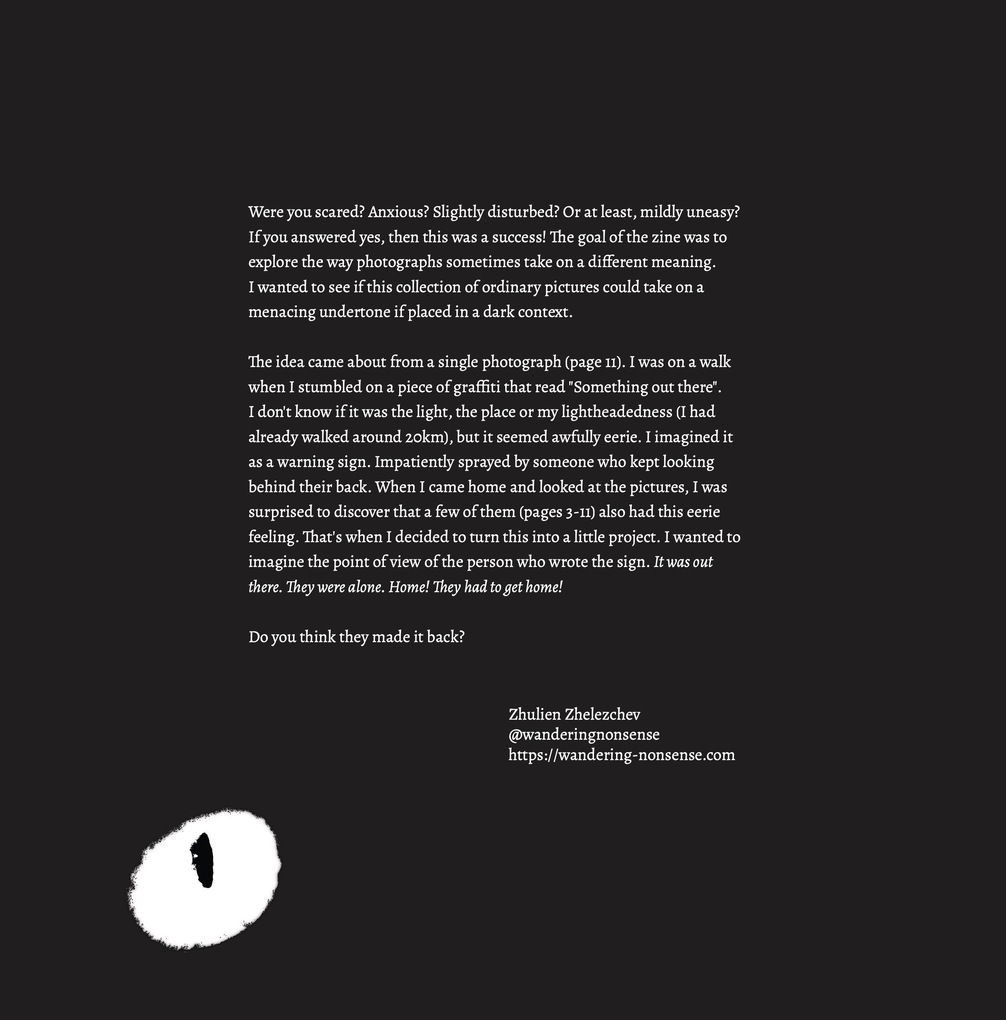 Were you scared? Anxious? Slightly disturbed? Or at least, mildly uneasy?
If you answered yes, then this was a success! The goal of the zine was to
explore the way photographs sometimes take on a different meaning.
I wanted to see if this collection of ordinary pictures could take on a
menacing undertone if placed in a dark context.
The idea came about from a single photograph (page 11). I was on a walk
when I stumbled on a piece of graffiti that read "Something out there".
I don't know if it was the light, the place or my lightheadedness (I had
already walked around 20km), but it seemed awfully eerie. I imagined it
as a warning sign. Impatiently sprayed by someone who kept looking
behind their back. When I came home and looked at the pictures, I was
surprised to discover that a few of them (pages 3-11) also had this eerie
feeling. That's when I decided to turn this into a little project. I wanted to
imagine the point of view of the person who wrote the sign. It was out
there. They were alone. Home! They had to get home!
Do you think they made it back?
Zhulien Zhelezchev
@wanderingnonsense
https://wandering-nonsense.com